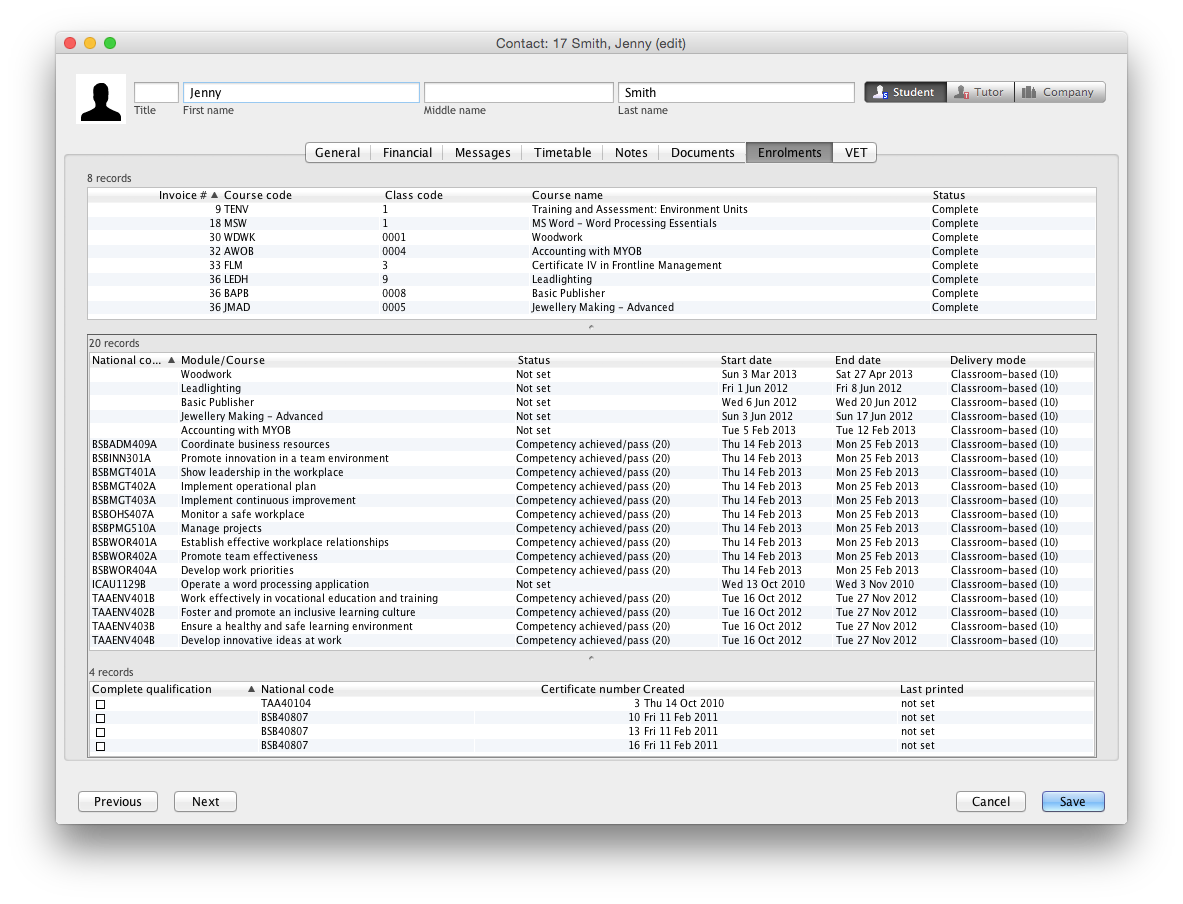 Contact: 17 Smith, Jenny (edit)
Jenny Smith Student Tutor Company
Title First name Middle name Last name
General Financial Messages Timetable Notes Documents Enrolments VET
8 records
Invoice # Course code Class code Course name Status
9 TENV 1 Training and Assessment: Environment Units Complete
18 MSW 1 MS Word – Word Processing Essentials Complete
30 WDWK 0001 Woodwork Complete
32 AWOB 0004 Accounting with MYOB Complete
33 FLM 3 Certificate IV in Frontline Management Complete
36 LEDH 9 Leadlighting Complete
36 BAPB 0008 Basic Publisher Complete
36 JMAD 0005 Jewellery Making – Advanced Complete
20 records
National co... Module/Course Status Start date End date Delivery mode
Woodwork Not set Sun 3 Mar 2013 Sat 27 Apr 2013 Classroom-based (10)
Leadlighting Not set Fri 1 Jun 2012 Fri 8 Jun 2012 Classroom-based (10)
Basic Publisher Not set Wed 6 Jun 2012 Wed 20 Jun 2012 Classroom-based (10)
Jewellery Making – Advanced Not set Sun 3 Jun 2012 Sun 17 Jun 2012 Classroom-based (10)
Accounting with MYOB Not set Tue 5 Feb 2013 Tue 12 Feb 2013 Classroom-based (10)
BSBADM409A Coordinate business resources Competency achieved/pass (20) Thu 14 Feb 2013 Mon 25 Feb 2013 Classroom-based (10)
BSBINN301A Promote innovation in a team environment Competency achieved/pass (20) Thu 14 Feb 2013 Mon 25 Feb 2013 Classroom-based (10)
BSBMGT401A Show leadership in the workplace Competency achieved/pass (20) Thu 14 Feb 2013 Mon 25 Feb 2013 Classroom-based (10)
BSBMGT402A Implement operational plan Competency achieved/pass (20) Thu 14 Feb 2013 Mon 25 Feb 2013 Classroom-based (10)
BSBMGT403A Implement continuous improvement Competency achieved/pass (20) Thu 14 Feb 2013 Mon 25 Feb 2013 Classroom-based (10)
BSBOHS407A Monitor a safe workplace Competency achieved/pass (20) Thu 14 Feb 2013 Mon 25 Feb 2013 Classroom-based (10)
BSBPMG510A Manage projects Competency achieved/pass (20) Thu 14 Feb 2013 Mon 25 Feb 2013 Classroom-based (10)
BSBWOR401A Establish effective workplace relationships Competency achieved/pass (20) Thu 14 Feb 2013 Mon 25 Feb 2013 Classroom-based (10)
BSBWOR402A Promote team effectiveness Competency achieved/pass (20) Thu 14 Feb 2013 Mon 25 Feb 2013 Classroom-based (10)
BSBWOR404A Develop work priorities Competency achieved/pass (20) Thu 14 Feb 2013 Mon 25 Feb 2013 Classroom-based (10)
ICAU1129B Operate a word processing application Not set Wed 13 Oct 2010 Wed 3 Nov 2010 Classroom-based (10)
TAAENV401B Work effectively in vocational education and training Competency achieved/pass (20) Tue 16 Oct 2012 Tue 27 Nov 2012 Classroom-based (10)
TAAENV402B Foster and promote an inclusive learning culture Competency achieved/pass (20) Tue 16 Oct 2012 Tue 27 Nov 2012 Classroom-based (10)
TAAENV403B Ensure a healthy and safe learning environment Competency achieved/pass (20) Tue 16 Oct 2012 Tue 27 Nov 2012 Classroom-based (10)
TAAENV404B Develop innovative ideas at work Competency achieved/pass (20) Tue 16 Oct 2012 Tue 27 Nov 2012 Classroom-based (10)
4 records
Complete qualification National code Certificate number Created Last printed
TAA40104 3 Thu 14 Oct 2010 not set
BSB40807 10 Fri 11 Feb 2011 not set
BSB40807 13 Fri 11 Feb 2011 not set
BSB40807 16 Fri 11 Feb 2011 not set
Previous Next Cancel Save